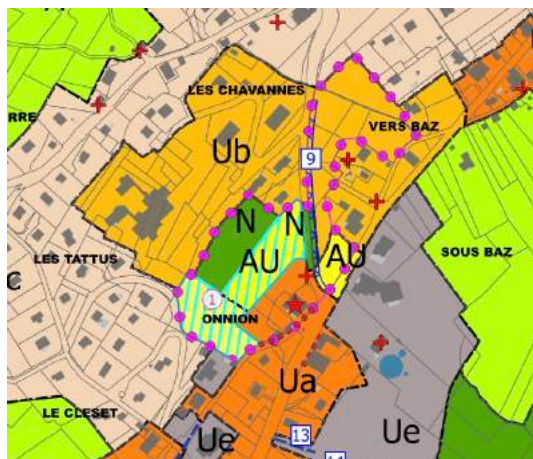 LES CHAVANNES
RRE
VERS BAZ
Ub
9
N
N
AU
AU
SOUS BAZ
LES TATTUS
c
1
ONNION
Ua
LE CLESET
Ue
13
Ue